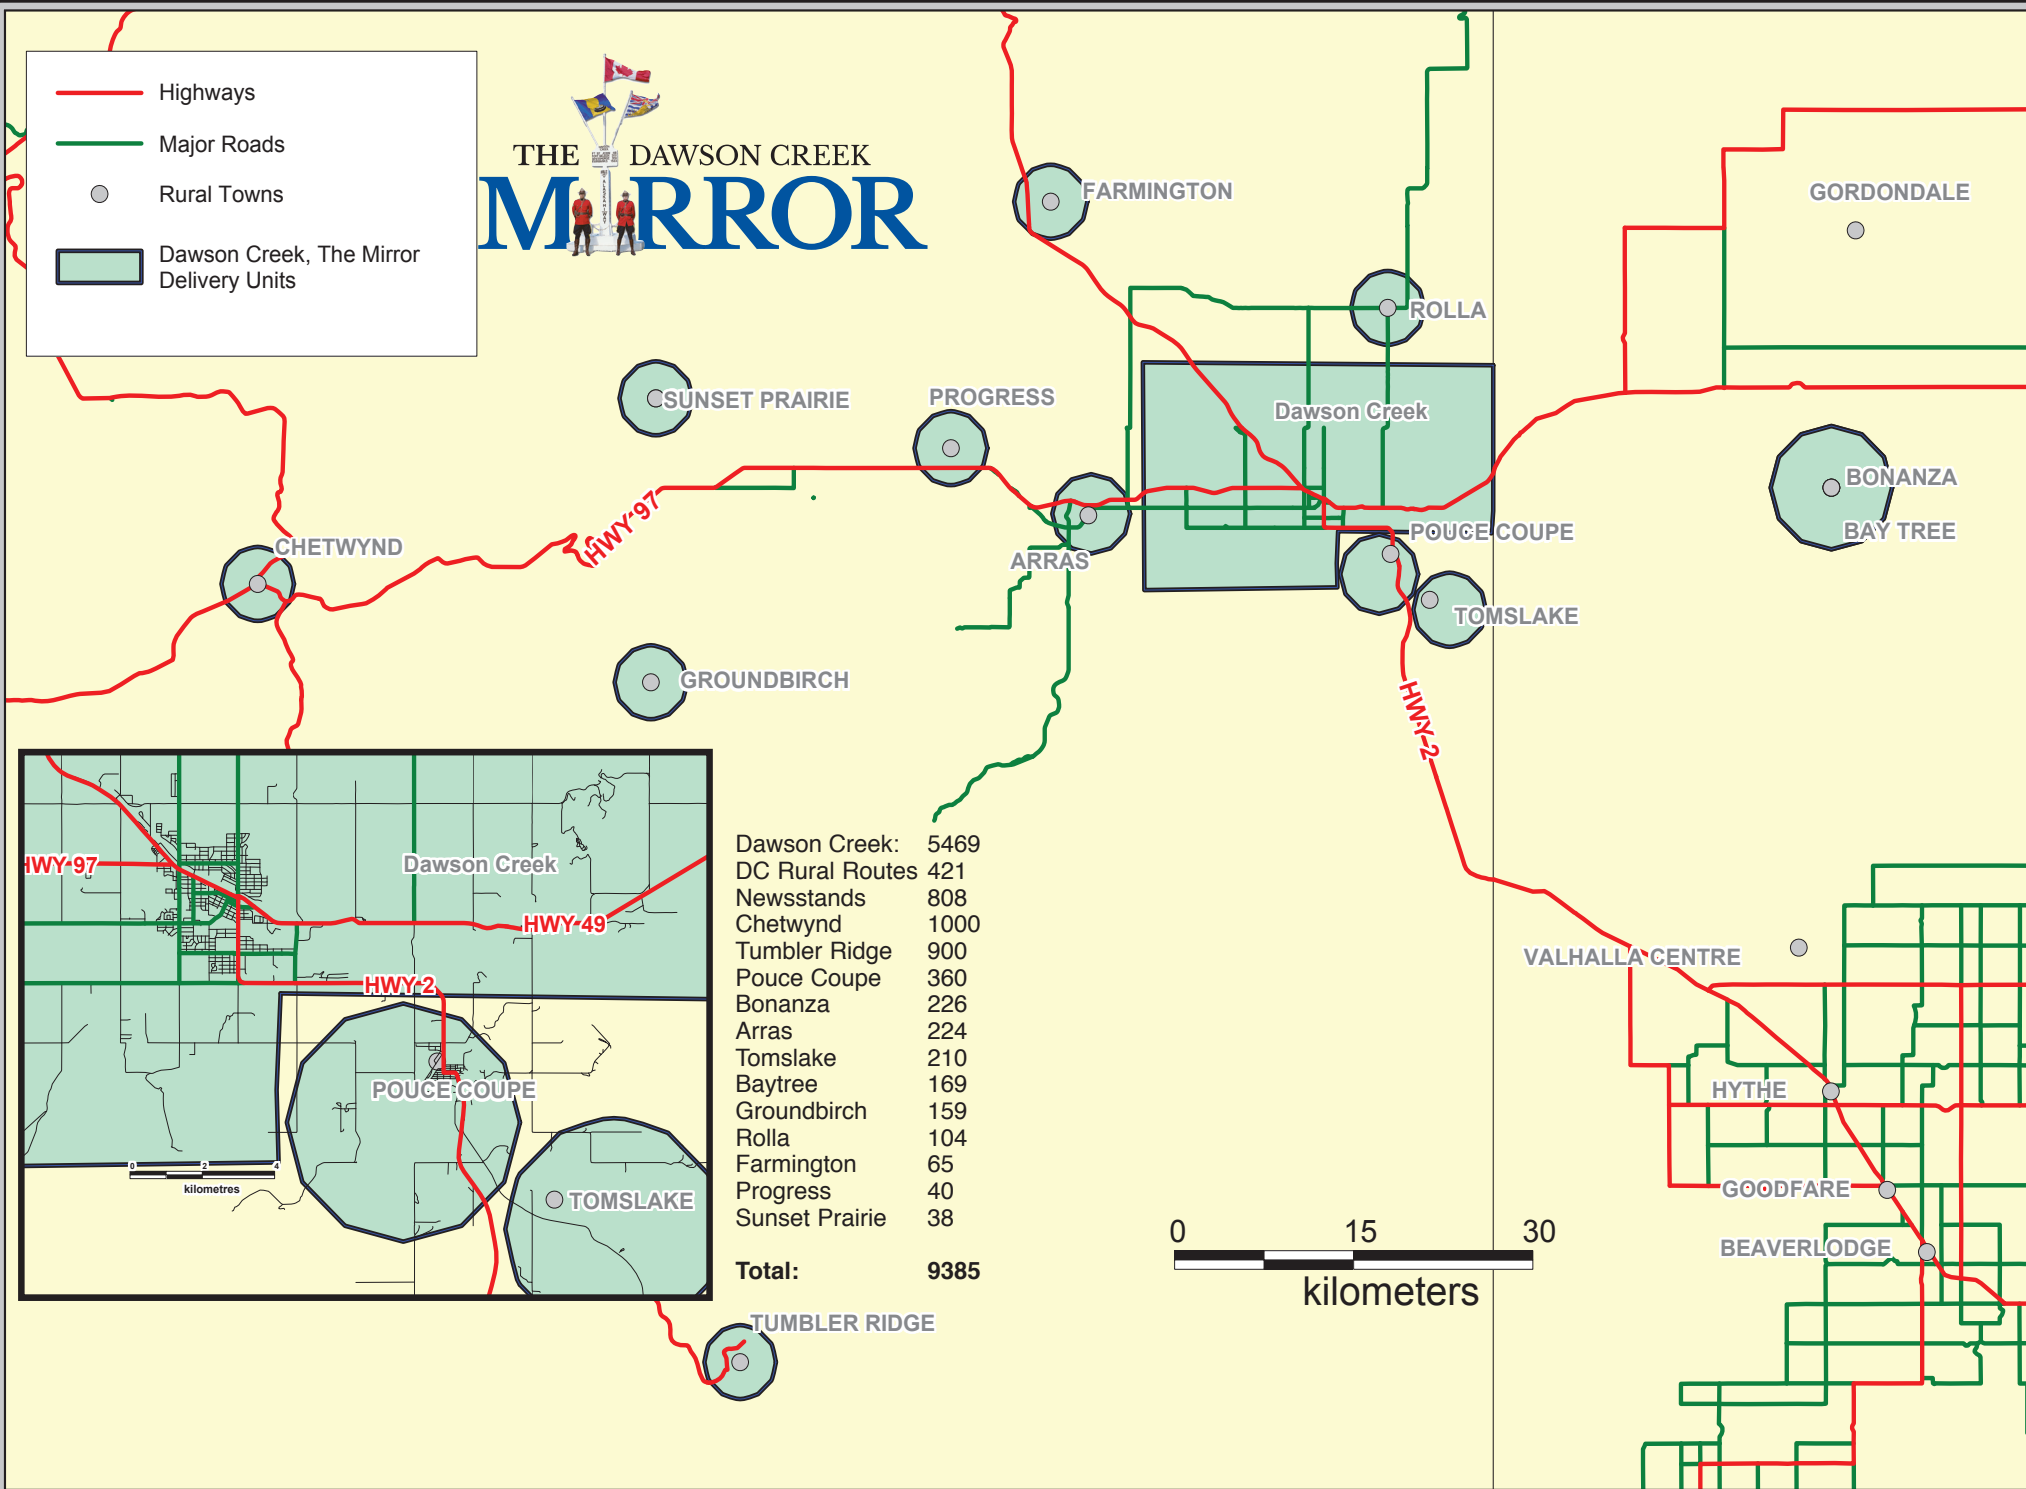 Highways
Major Roads
Rural Towns
Dawson Creek, The Mirror
Delivery Units
THE DAWSON CREEK
MIRROR
FARMINGTON
GORDONDALE
ROLLA
SUNSET PRAIRIE
PROGRESS
Dawson Creek
HWY 97
BONANZA
BAY TREE
CHETWYND
ARRAS
POUCE COUPE
TOMSLAKE
GROUNDBIRCH
HWY-2
HWY 97
Dawson Creek
HWY 49
HWY-2
POUCE COUPE
0 2 4
kilometres
TOMSLAKE
Dawson Creek: 5469
DC Rural Routes 421
Newsstands 808
Chetwynd 1000
Tumbler Ridge 900
Pouce Coupe 360
Bonanza 226
Arras 224
Tomslake 210
Baytree 169
Groundbirch 159
Rolla 104
Farmington 65
Progress 40
Sunset Prairie 38
Total: 9385
VALHALLA CENTRE
HYTHE
GOODFARE
BEAVERLODGE
0 15 30
kilometers
TUMBLER RIDGE